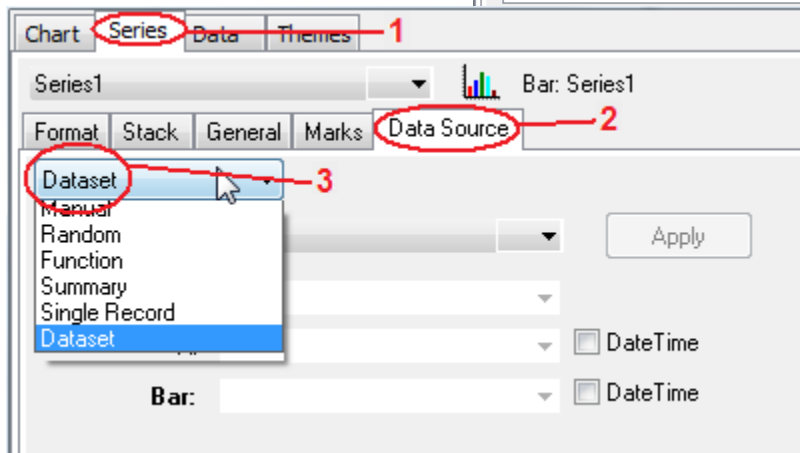 Chart Series Data Themes 1
Series1 Bar: Series1
Format Stack General Marks Data Source 2
Dataset 3
Manual
Random
Apply
Function
Summary
Single Record
Dataset
DateTime
Bar: DateTime